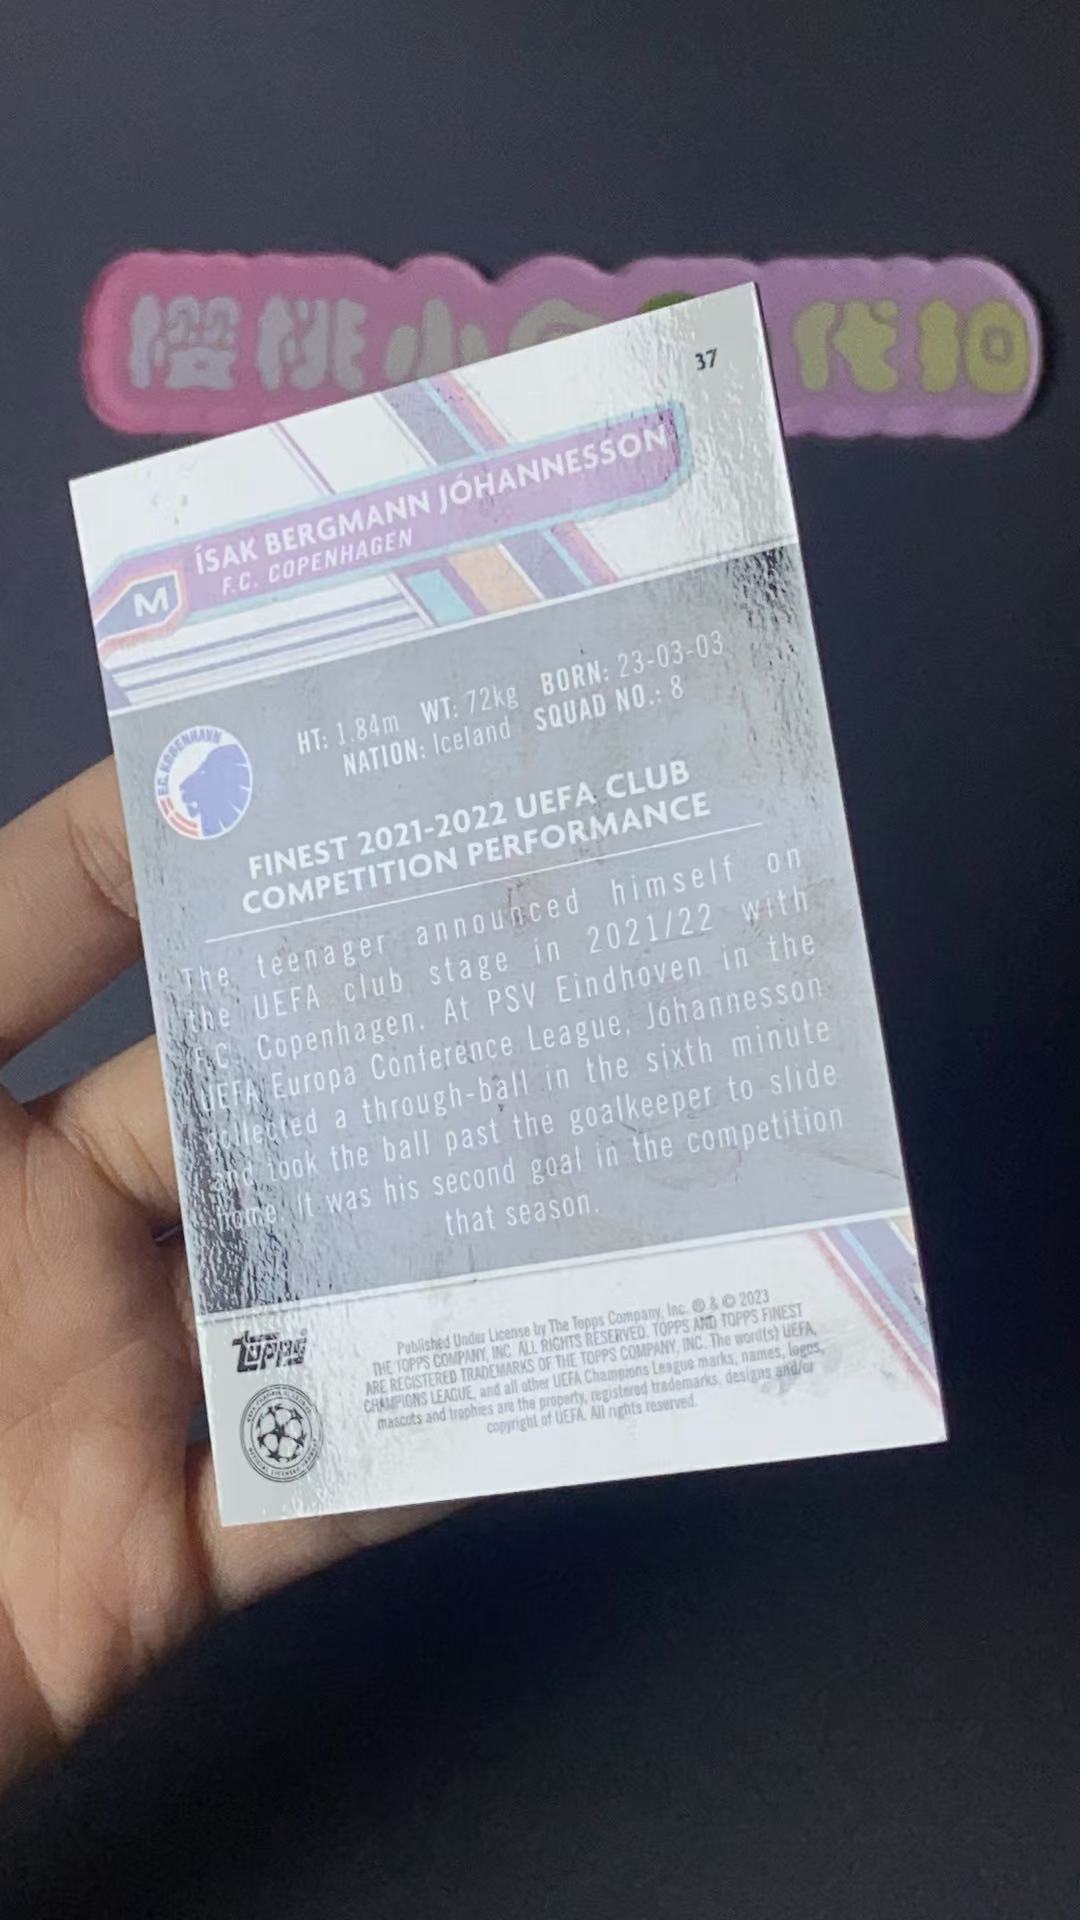 樱桃小 代拍
37
ÍSAK BERGMANN JÓHANNESSON
F.C. COPENHAGEN
M
HT: 1.84m WT: 72kg BORN: 23-03-03
NATION: Iceland SQUAD NO.: 8
F.C. KØBENHAVN
FINEST 2021-2022 UEFA CLUB
COMPETITION PERFORMANCE
The teenager announced himself on
the UEFA club stage in 2021/22 with
F.C. Copenhagen. At PSV Eindhoven in the
UEFA Europa Conference League, Jóhannesson
collected a through-ball in the sixth minute
and took the ball past the goalkeeper to slide
home. It was his second goal in the competition
that season.
topps
Published Under License by The Topps Company, Inc. ® & © 2023
THE TOPPS COMPANY, INC. ALL RIGHTS RESERVED. TOPPS AND TOPPS FINEST
ARE REGISTERED TRADEMARKS OF THE TOPPS COMPANY, INC. The word(s) UEFA,
CHAMPIONS LEAGUE, and all other UEFA Champions League marks, names, logos,
mascots and trophies are the property, registered trademarks, designs and/or
copyright of UEFA. All rights reserved.